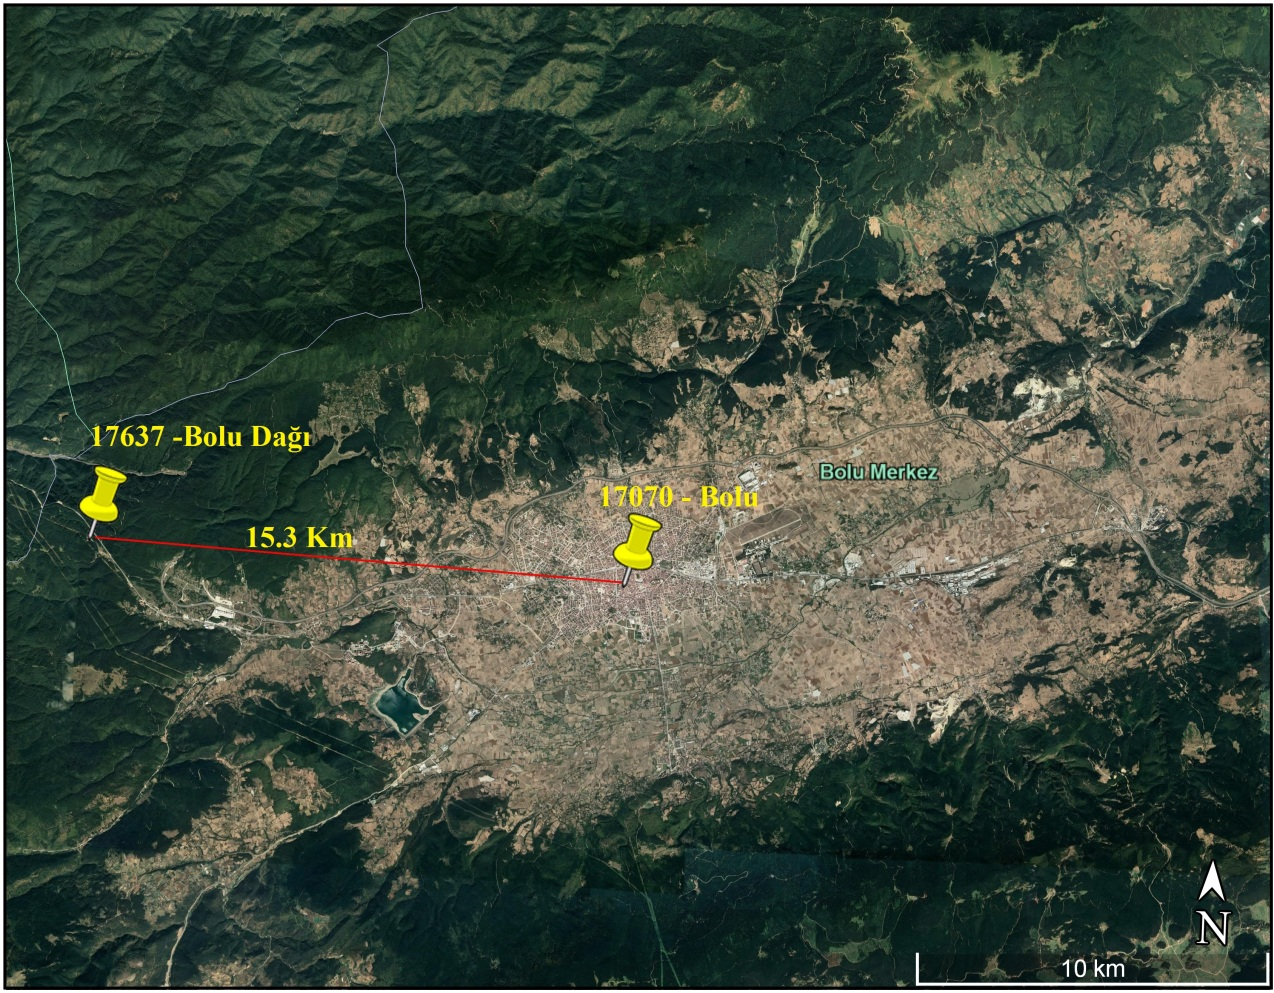 17637 -Bolu Dağı
Bolu Merkez
17070 - Bolu
15.3 Km
N
10 km